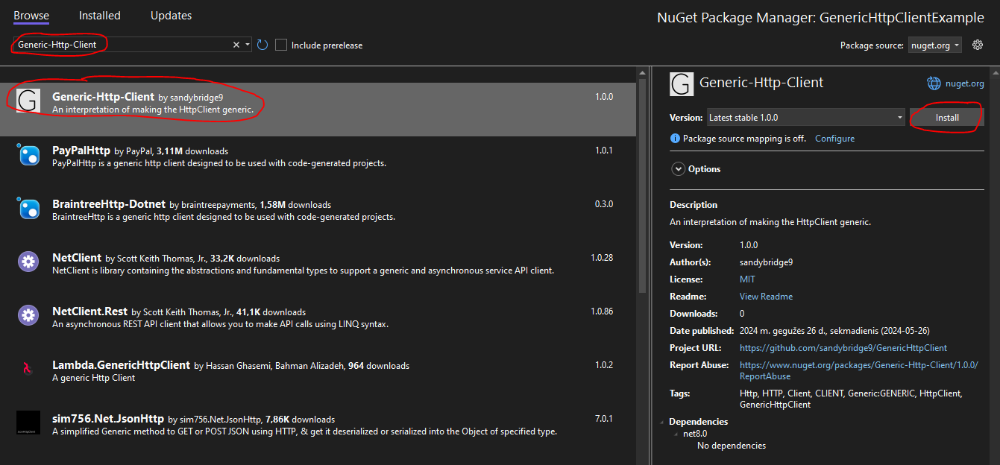 Browse Installed Updates
NuGet Package Manager: GenericHttpClientExample
Generic-Http-Client
Include prerelease
Package source: nuget.org
G
Generic-Http-Client by sandybridge9
1.0.0
An interpretation of making the HttpClient generic.
PayPalHttp by PayPal, 3,11M downloads
1.0.1
PayPalHttp is a generic http client designed to be used with code-generated projects.
BraintreeHttp-Dotnet by braintreepayments, 1,58M downloads
0.3.0
BraintreeHttp is a generic http client designed to be used with code-generated projects.
NetClient by Scott Keith Thomas, Jr., 33,2K downloads
1.0.28
NetClient is library containing the abstractions and fundamental types to support a generic and asynchronous service API client.
NetClient.Rest by Scott Keith Thomas, Jr., 41,1K downloads
1.0.86
An asynchronous REST API client that allows you to make API calls using LINQ syntax.
Lambda.GenericHttpClient by Hassan Ghasemi, Bahman Alizadeh, 964 downloads
1.0.2
A generic Http Client
sim756.Net.JsonHttp by sim756.Net.JsonHttp, 7,86K downloads
7.0.1
A simplified Generic method to GET or POST JSON using HTTP, & get it deserialized or serialized into the Object of specified type.
G
Generic-Http-Client
nuget.org
Version: Latest stable 1.0.0
Install
Package source mapping is off. Configure
Options
Description
An interpretation of making the HttpClient generic.
Version: 1.0.0
Author(s): sandybridge9
License: MIT
Readme: View Readme
Downloads: 0
Date published: 2024 m. gegužės 26 d., sekmadienis (2024-05-26)
Project URL: https://github.com/sandybridge9/GenericHttpClient
Report Abuse: https://www.nuget.org/packages/Generic-Http-Client/1.0.0/
ReportAbuse
Tags: Http, HTTP, Client, CLIENT, Generic:GENERIC, HttpClient,
GenericHttpClient
Dependencies
net8.0
No dependencies